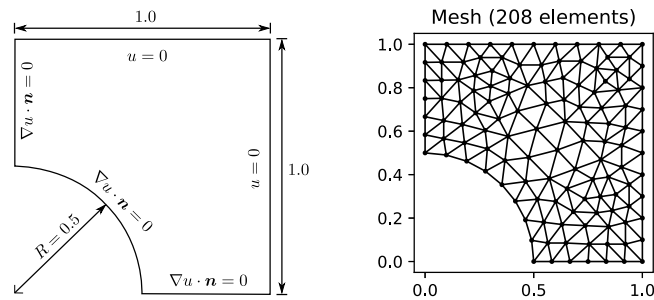 1.0
u = 0
∇u · n = 0
u = 0
1.0
∇u · n = 0
R = 0.5
∇u · n = 0
Mesh (208 elements)
1.0
0.8
0.6
0.4
0.2
0.0
0.0 0.5 1.0